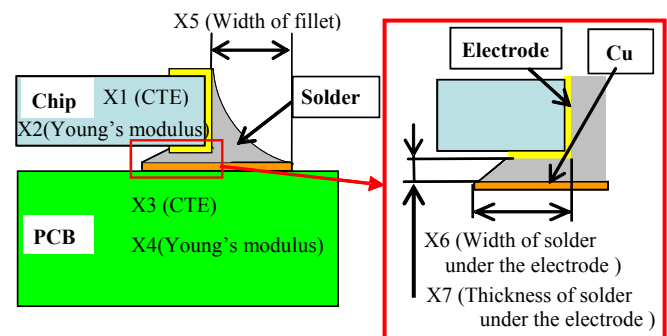 X5 (Width of fillet)
Chip
X1 (CTE)
X2(Young's modulus)
Solder
X3 (CTE)
PCB
X4(Young's modulus)
Electrode
Cu
X6 (Width of solder
under the electrode )
X7 (Thickness of solder
under the electrode )